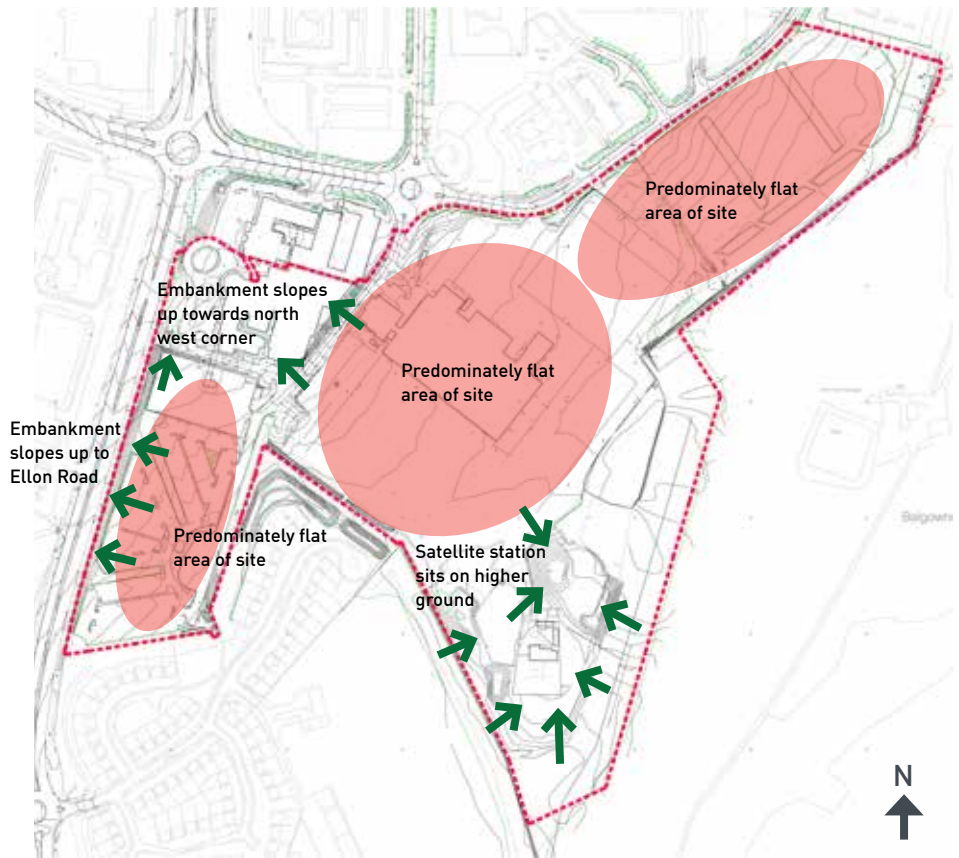 Predominately flat
area of site
Embankment slopes
up towards north
west corner
Predominately flat
area of site
Embankment
slopes up to
Ellon Road
Predominately flat
area of site
Satellite station
sits on higher
ground
N